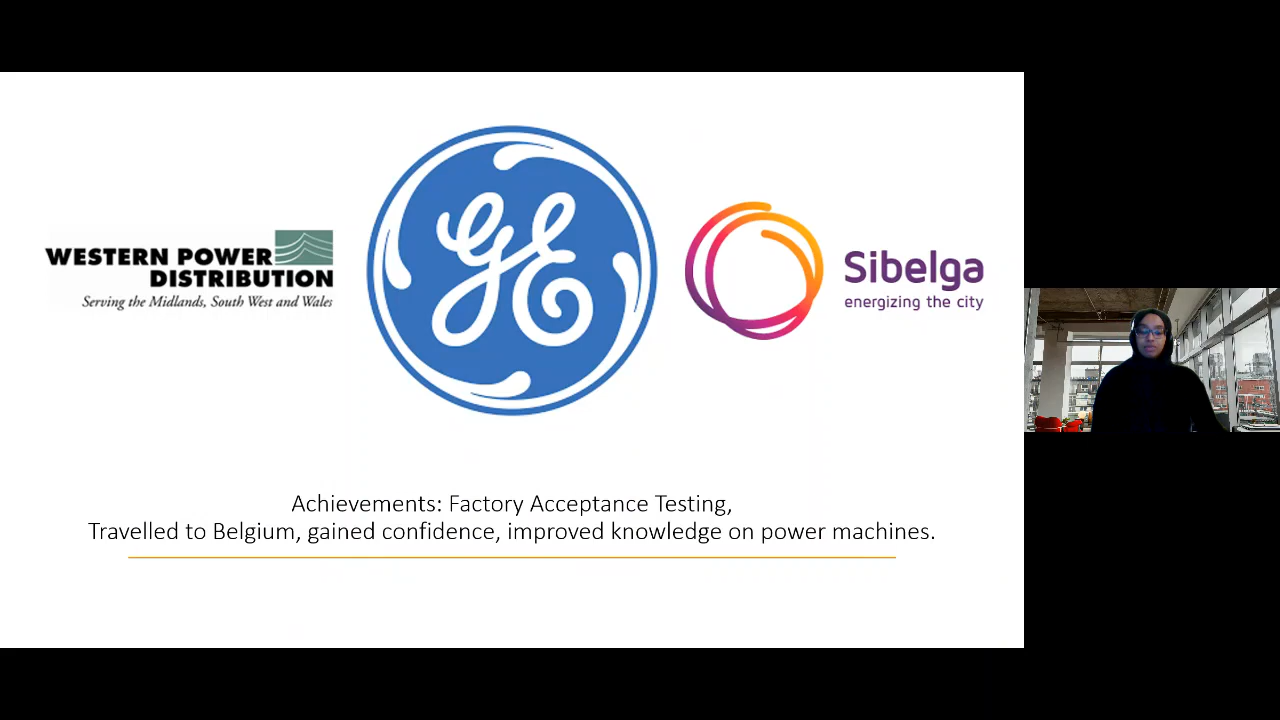 WESTERN POWER
DISTRIBUTION
Serving the Midlands, South West and Wales
GE
Sibelga
energizing the city
Achievements: Factory Acceptance Testing,
Travelled to Belgium, gained confidence, improved knowledge on power machines.